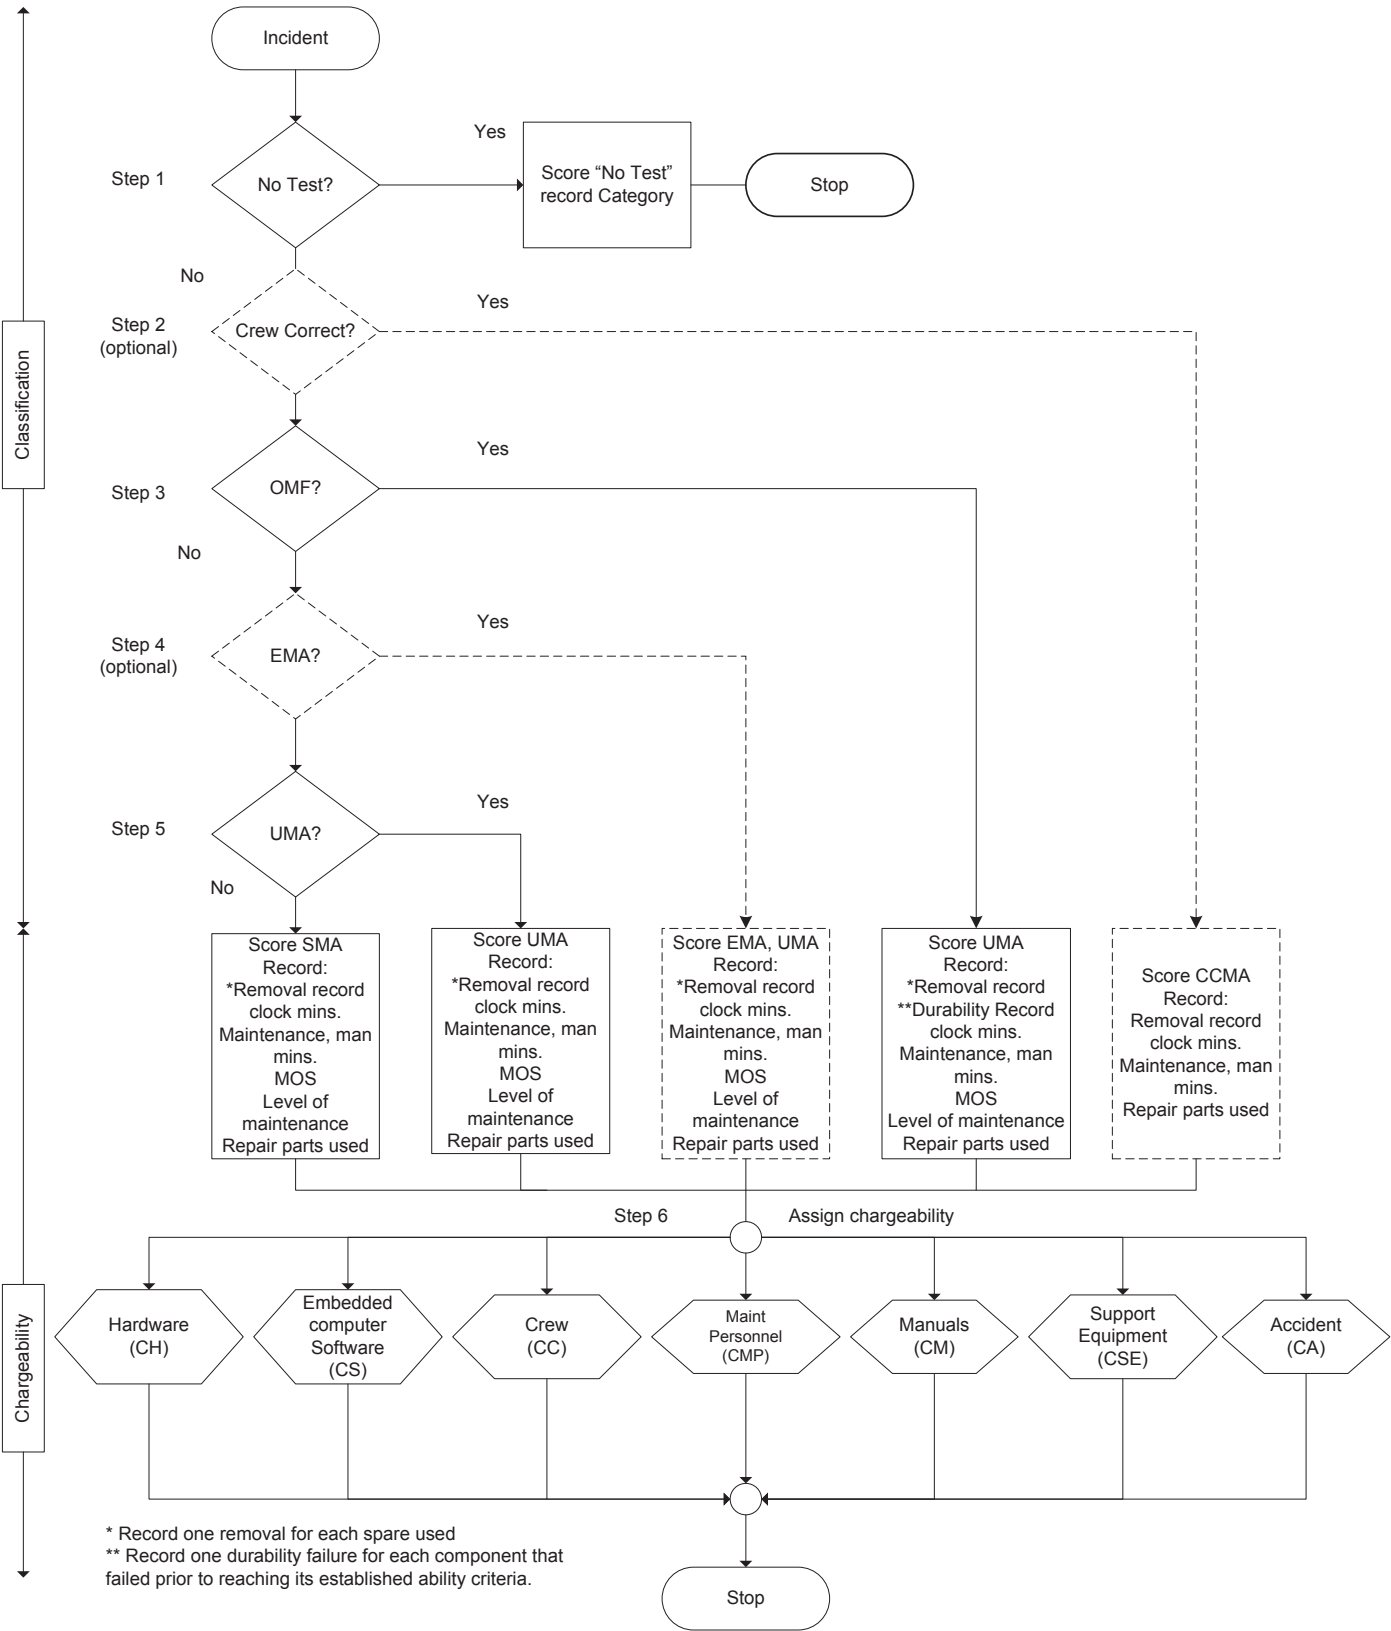 Incident
Yes
Step 1
No Test?
Score “No Test”
record Category
Stop
No
Yes
Step 2
(optional)
Crew Correct?
Classification
Yes
Step 3
OMF?
No
Yes
Step 4
(optional)
EMA?
Yes
Step 5
UMA?
No
Score SMA
Record:
*Removal record
clock mins.
Maintenance, man
mins.
MOS
Level of
maintenance
Repair parts used
Score UMA
Record:
*Removal record
clock mins.
Maintenance, man
mins.
MOS
Level of
maintenance
Repair parts used
Score EMA, UMA
Record:
*Removal record
clock mins.
Maintenance, man
mins.
MOS
Level of
maintenance
Repair parts used
Score UMA
Record:
*Removal record
**Durability Record
clock mins.
Maintenance, man
mins.
MOS
Level of maintenance
Repair parts used
Score CCMA
Record:
Removal record
clock mins.
Maintenance, man
mins.
Repair parts used
Step 6
Assign chargeability
Chargeability
Hardware
(CH)
Embedded
computer
Software
(CS)
Crew
(CC)
Maint
Personnel
(CMP)
Manuals
(CM)
Support
Equipment
(CSE)
Accident
(CA)
* Record one removal for each spare used
** Record one durability failure for each component that
failed prior to reaching its established ability criteria.
Stop